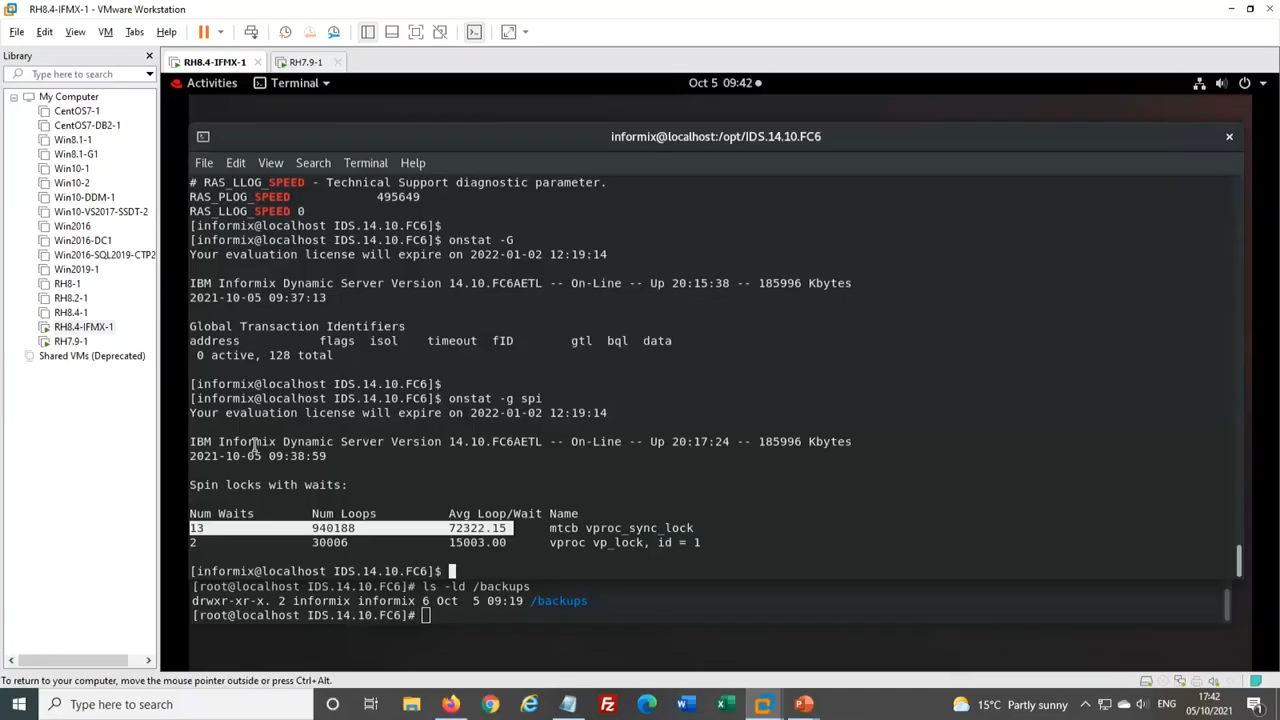 RH8.4-IFMX-1 - VMware Workstation
File Edit View VM Tabs Help
Library
Type here to search
My Computer
CentOS7-1
CentOS7-DB2-1
Win8.1-1
Win8.1-G1
Win10-1
Win10-2
Win10-DDM-1
Win10-VS2017-SSDT-2
Win2016
Win2016-DC1
Win2016-SQL2019-CTP2
Win2019-1
RH8-1
RH8.2-1
RH8.4-1
RH8.4-IFMX-1
RH7.9-1
Shared VMs (Deprecated)
RH8.4-IFMX-1 RH7.9-1
Activities Terminal Oct 5 09:42
informix@localhost:/opt/IDS.14.10.FC6
File Edit View Search Terminal Help
# RAS_LLOG_SPEED - Technical Support diagnostic parameter.
RAS_PLOG_SPEED 495649
RAS_LLOG_SPEED 0
[informix@localhost IDS.14.10.FC6]$
[informix@localhost IDS.14.10.FC6]$ onstat -G
Your evaluation license will expire on 2022-01-02 12:19:14
IBM Informix Dynamic Server Version 14.10.FC6AETL -- On-Line -- Up 20:15:38 -- 185996 Kbytes
2021-10-05 09:37:13
Global Transaction Identifiers
address flags isol timeout fID gtl bql data
0 active, 128 total
[informix@localhost IDS.14.10.FC6]$
[informix@localhost IDS.14.10.FC6]$ onstat -g spi
Your evaluation license will expire on 2022-01-02 12:19:14
IBM Informix Dynamic Server Version 14.10.FC6AETL -- On-Line -- Up 20:17:24 -- 185996 Kbytes
2021-10-05 09:38:59
Spin locks with waits:
Num Waits Num Loops Avg Loop/Wait Name
13 940188 72322.15 mtcb vproc_sync_lock
2 30006 15003.00 vproc vp_lock, id = 1
[informix@localhost IDS.14.10.FC6]$
[root@localhost IDS.14.10.FC6]# ls -ld /backups
drwxr-xr-x. 2 informix informix 6 Oct 5 09:19 /backups
[root@localhost IDS.14.10.FC6]#
To return to your computer, move the mouse pointer outside or press Ctrl+Alt.
Type here to search
15°C Partly sunny
ENG
17:42
05/10/2021